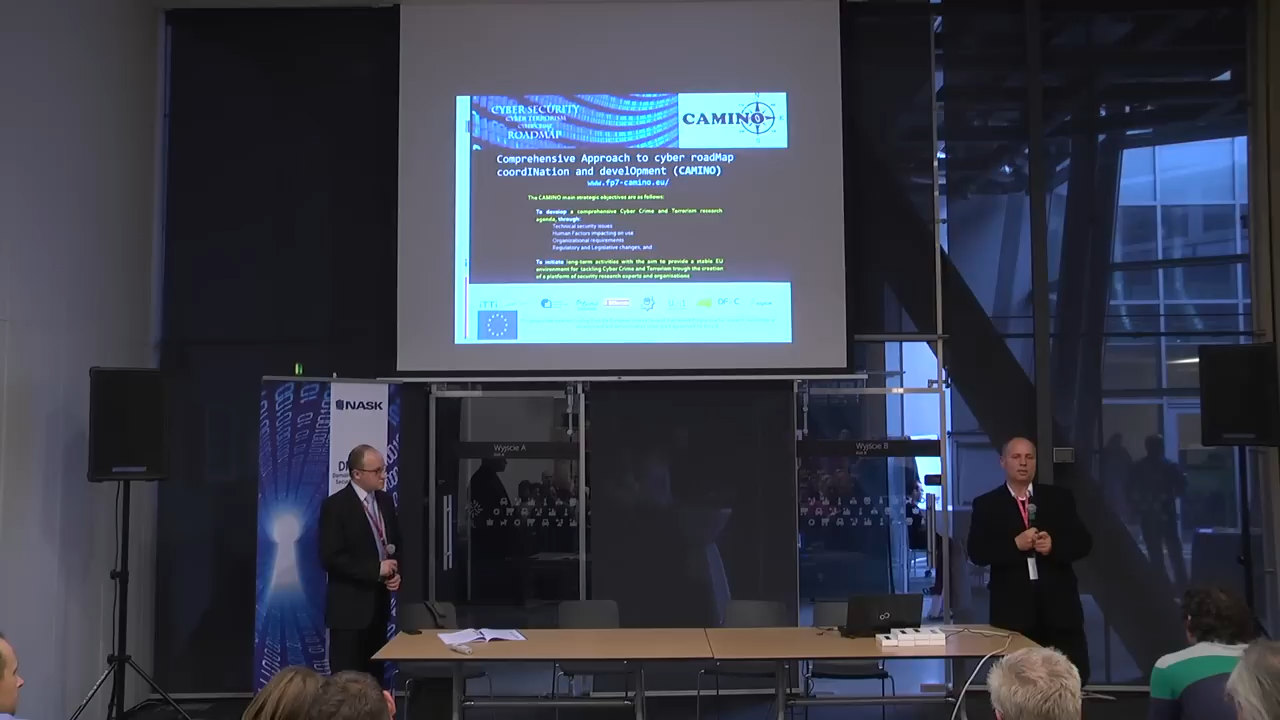 CYBER SECURITY
CYBER TERRORISM
ROADMAP
CAMINO
Comprehensive Approach to cyber roadMap
coordINation and develOpment (CAMINO)
www.fp7-camino.eu/
The CAMINO main strategic objectives are as follows:
To develop a comprehensive Cyber Crime and Terrorism research
agenda, through:
Technical security issues
Human Factors impacting on use
Organizational requirements
Regulatory and Legislative changes, and
To initiate long-term activities with the aim to provide a stable EU
environment for tackling Cyber Crime and Terrorism trough the creation
of a platform of security research experts and organisations
iTTi
NASK
Wyjście A
Wyjście B